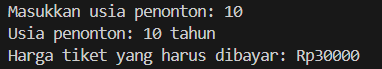 Masukkan usia penonton: 10
Usia penonton: 10 tahun
Harga tiket yang harus dibayar: Rp30000